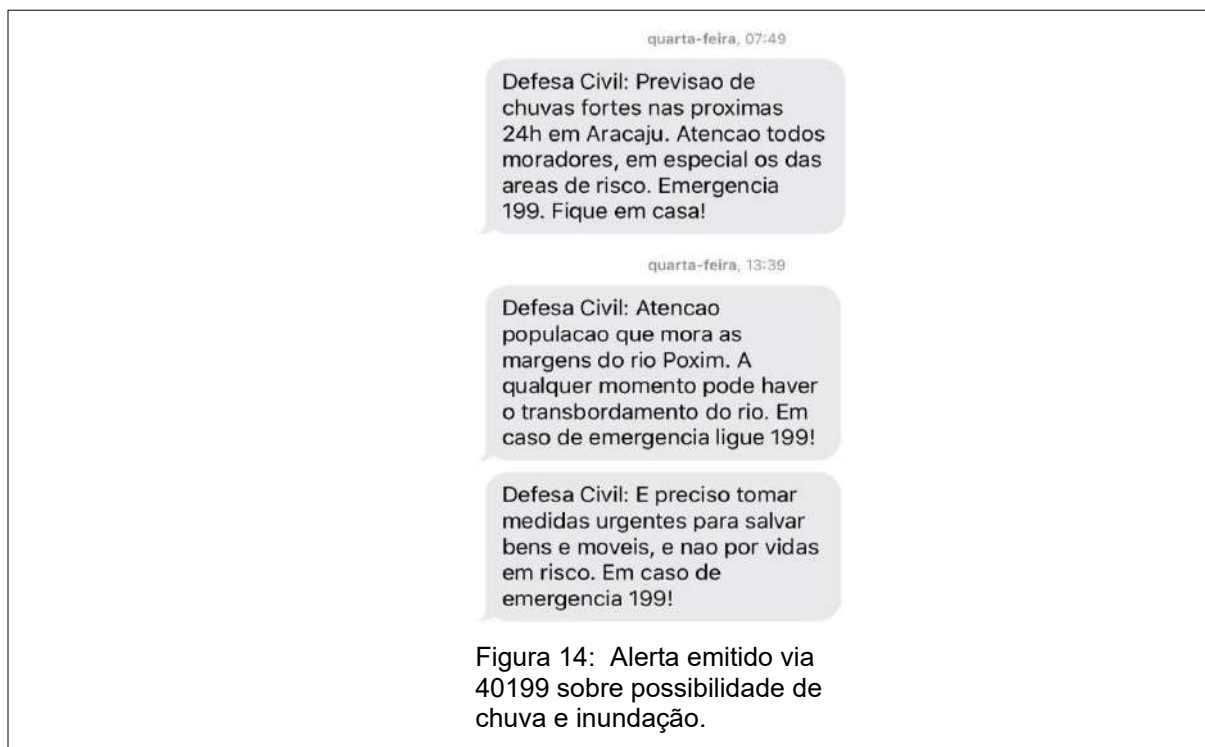 quarta-feira, 07:49
Defesa Civil: Previsao de
chuvas fortes nas proximas
24h em Aracaju. Atencao todos
moradores, em especial os das
areas de risco. Emergencia
199. Fique em casa!
quarta-feira, 13:39
Defesa Civil: Atencao
populacao que mora as
margens do rio Poxim. A
qualquer momento pode haver
o transbordamento do rio. Em
caso de emergencia ligue 199!
Defesa Civil: E preciso tomar
medidas urgentes para salvar
bens e moveis, e nao por vidas
em risco. Em caso de
emergencia 199!
Figura 14: Alerta emitido via
40199 sobre possibilidade de
chuva e inundação.